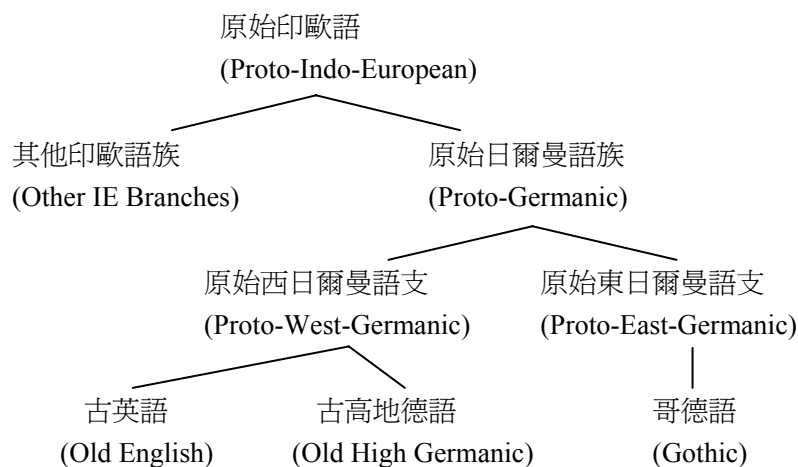 原始印歐語
(Proto-Indo-European)
其他印歐語族
(Other IE Branches)
原始日爾曼語族
(Proto-Germanic)
原始西日爾曼語支
(Proto-West-Germanic)
原始東日爾曼語支
(Proto-East-Germanic)
古英語
(Old English)
古高地德語
(Old High Germanic)
哥德語
(Gothic)